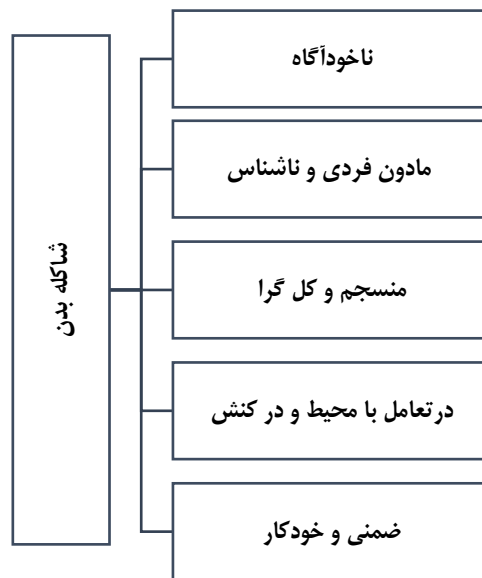 شاکله بدن
ناخودآگاه
مادون فردی و ناشناس
منسجم و کل گرا
درتعامل با محیط و در کنش
ضمنی و خودکار